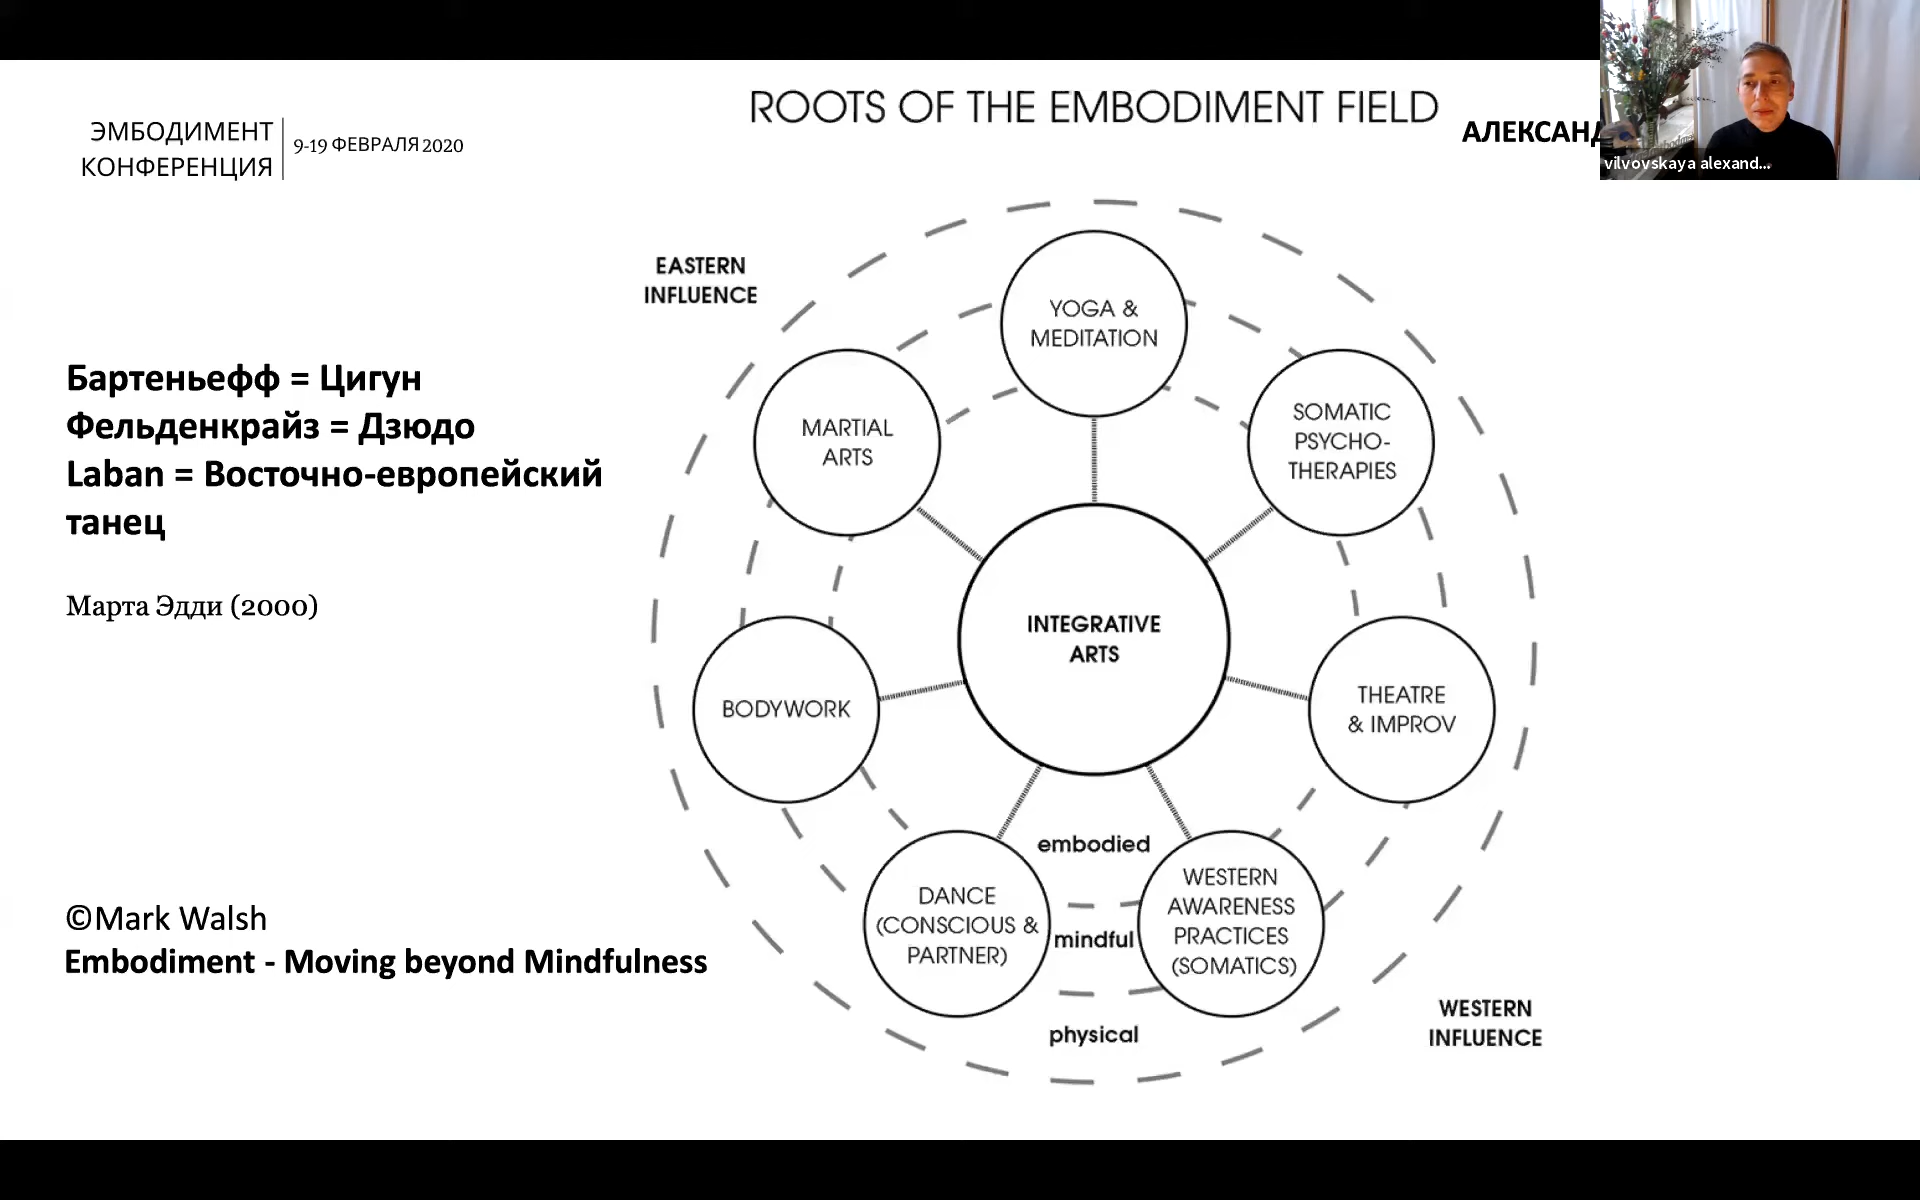 ROOTS OF THE EMBODIMENT FIELD
ЭМБОДИМЕНТ
КОНФЕРЕНЦИЯ
9-19 ФЕВРАЛЯ 2020
vilvovskaya alexand...
EASTERN
INFLUENCE
YOGA &
MEDITATION
MARTIAL
ARTS
SOMATIC
PSYCHO-
THERAPIES
Бартеньефф = Цигун
Фельденкрайз = Дзюдо
Laban = Восточно-европейский
танец
Марта Эдди (2000)
INTEGRATIVE
ARTS
BODYWORK
THEATRE
& IMPROV
embodied
DANCE
(CONSCIOUS &
PARTNER)
mindful
WESTERN
AWARENESS
PRACTICES
(SOMATICS)
physical
©Mark Walsh
Embodiment - Moving beyond Mindfulness
WESTERN
INFLUENCE